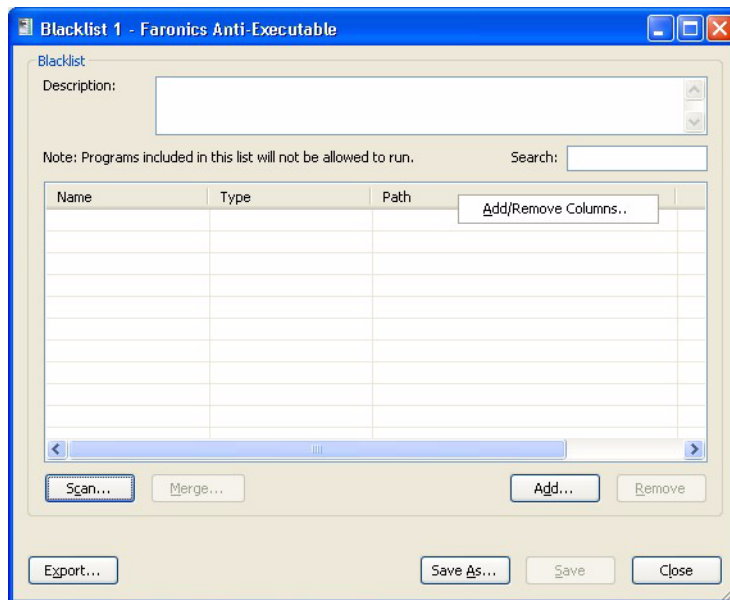 Blacklist 1 - Faronics Anti-Executable
Blacklist
Description:
Note: Programs included in this list will not be allowed to run. Search:
Name Type Path
Add/Remove Columns..
Scan... Merge... Add... Remove
Export... Save As... Save Close